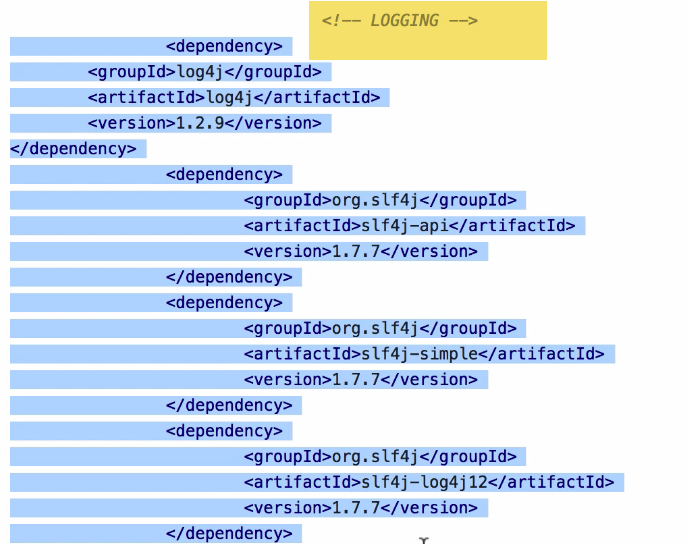 <!-- LOGGING -->
<dependency>
<groupId>log4j</groupId>
<artifactId>log4j</artifactId>
<version>1.2.9</version>
</dependency>
<dependency>
<groupId>org.slf4j</groupId>
<artifactId>slf4j-api</artifactId>
<version>1.7.7</version>
</dependency>
<dependency>
<groupId>org.slf4j</groupId>
<artifactId>slf4j-simple</artifactId>
<version>1.7.7</version>
</dependency>
<dependency>
<groupId>org.slf4j</groupId>
<artifactId>slf4j-log4j12</artifactId>
<version>1.7.7</version>
</dependency>